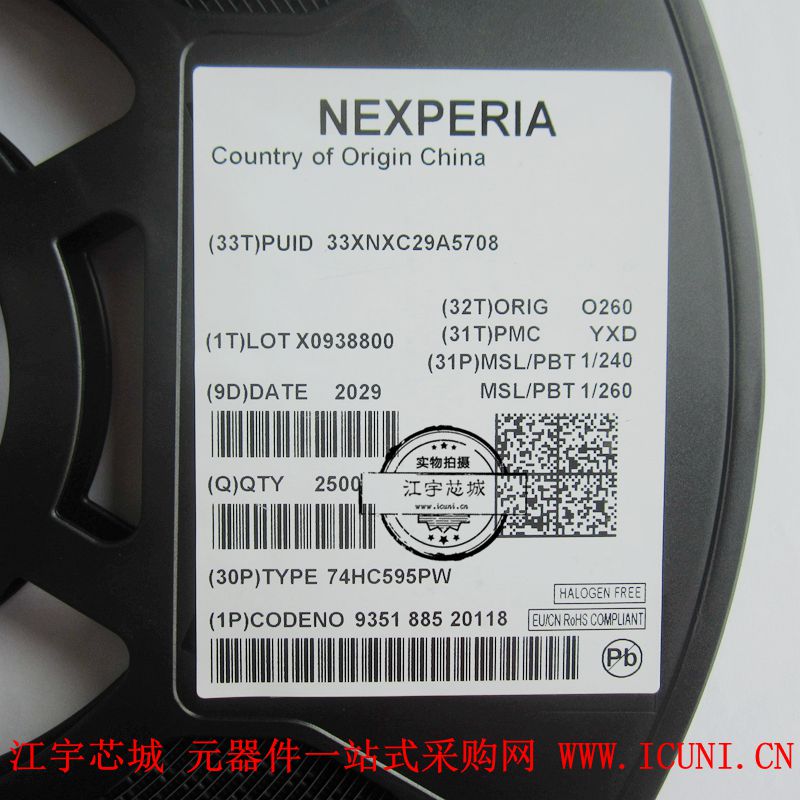 NEXPERIA
Country of Origin China
(33T)PUID 33XNXC29A5708
(32T)ORIG O260
(1T)LOT X0938800
(31T)PMC YXD
(31P)MSL/PBT 1/240
(9D)DATE 2029
MSL/PBT 1/260
实物拍摄
(Q)QTY 2500
江宇芯城
www.icuni.cn
(30P)TYPE 74HC595PW
HALOGEN FREE
(1P)CODENO 9351 885 20118
EU/CN RoHS COMPLIANT
Pb
江宇芯城 元器件一站式采购网 WWW.ICUNI.CN